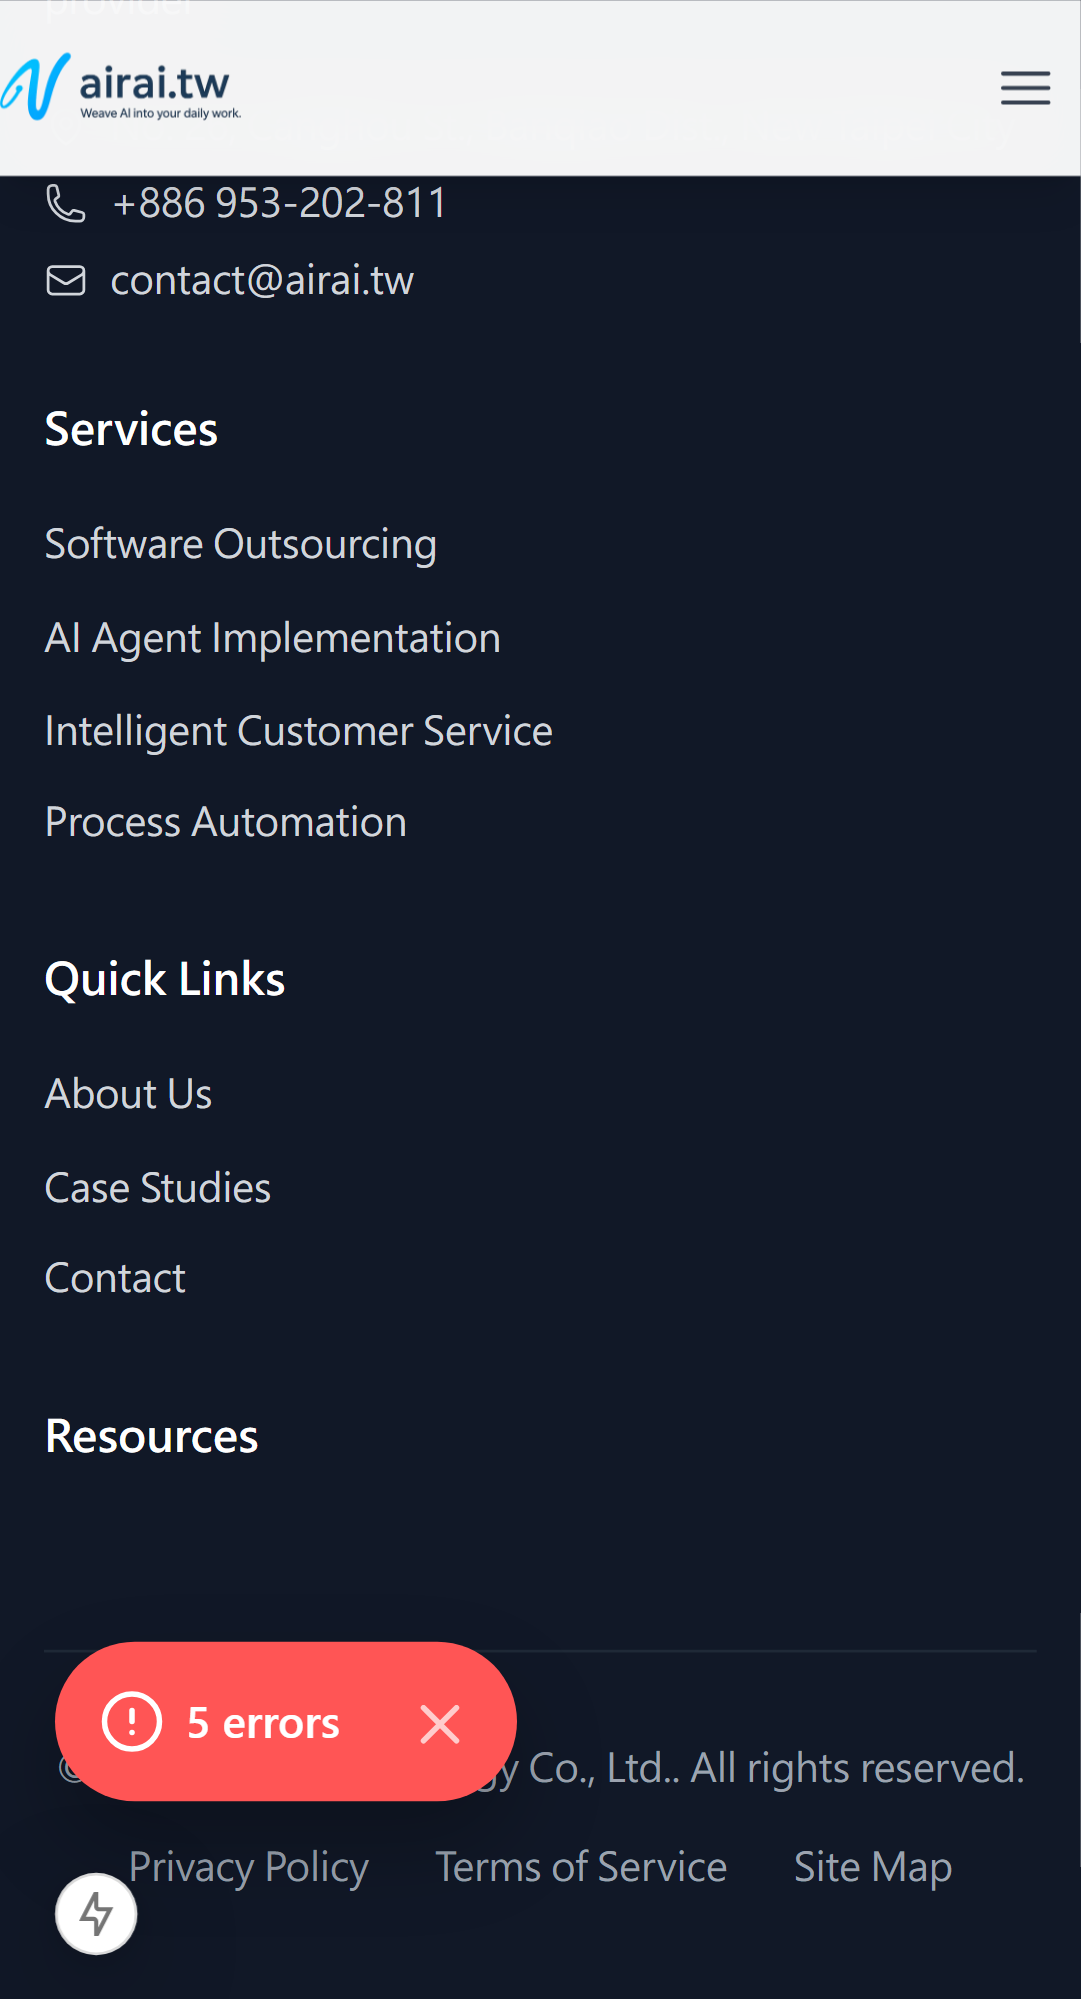 provider
airai.tw
Weave AI into your daily work.
+886 953-202-811
contact@airai.tw
Services
Software Outsourcing
AI Agent Implementation
Intelligent Customer Service
Process Automation
Quick Links
About Us
Case Studies
Contact
Resources
5 errors
Co., Ltd.. All rights reserved.
Privacy Policy Terms of Service Site Map